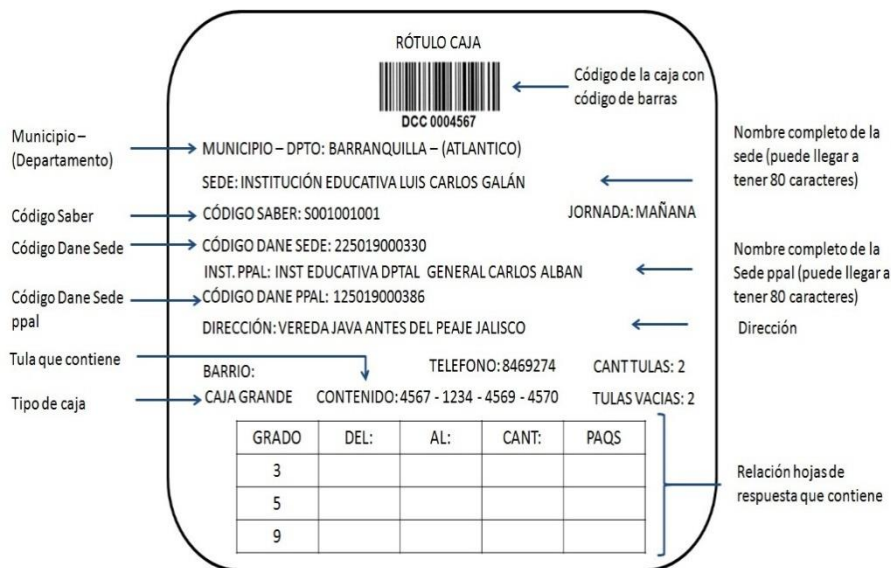 RÓTULO CAJA
Código de la caja con
código de barras
DCC 0004567
Municipio –
(Departamento)
MUNICIPIO – DPTO: BARRANQUILLA – (ATLANTICO)
Nombre completo de la
sede (puede llegar a
tener 80 caracteres)
SEDE: INSTITUCIÓN EDUCATIVA LUIS CARLOS GALÁN
Código Saber
CÓDIGO SABER: S001001001
JORNADA: MAÑANA
Código Dane Sede
CÓDIGO DANE SEDE: 225019000330
INST. PPAL: INST EDUCATIVA DPTAL GENERAL CARLOS ALBAN
Nombre completo de la
Sede ppal (puede llegar a
tener 80 caracteres)
Código Dane Sede
ppal
CÓDIGO DANE PPAL: 125019000386
DIRECCIÓN: VEREDA JAVA ANTES DEL PEAJE JALISCO
Dirección
Tula que contiene
BARRIO:
TELEFONO: 8469274
CANT TULAS: 2
Tipo de caja
CAJA GRANDE
CONTENIDO: 4567 - 1234 - 4569 - 4570
TULAS VACIAS: 2
GRADO DEL: AL: CANT: PAQS
3
5
9
Relación hojas de
respuesta que contiene